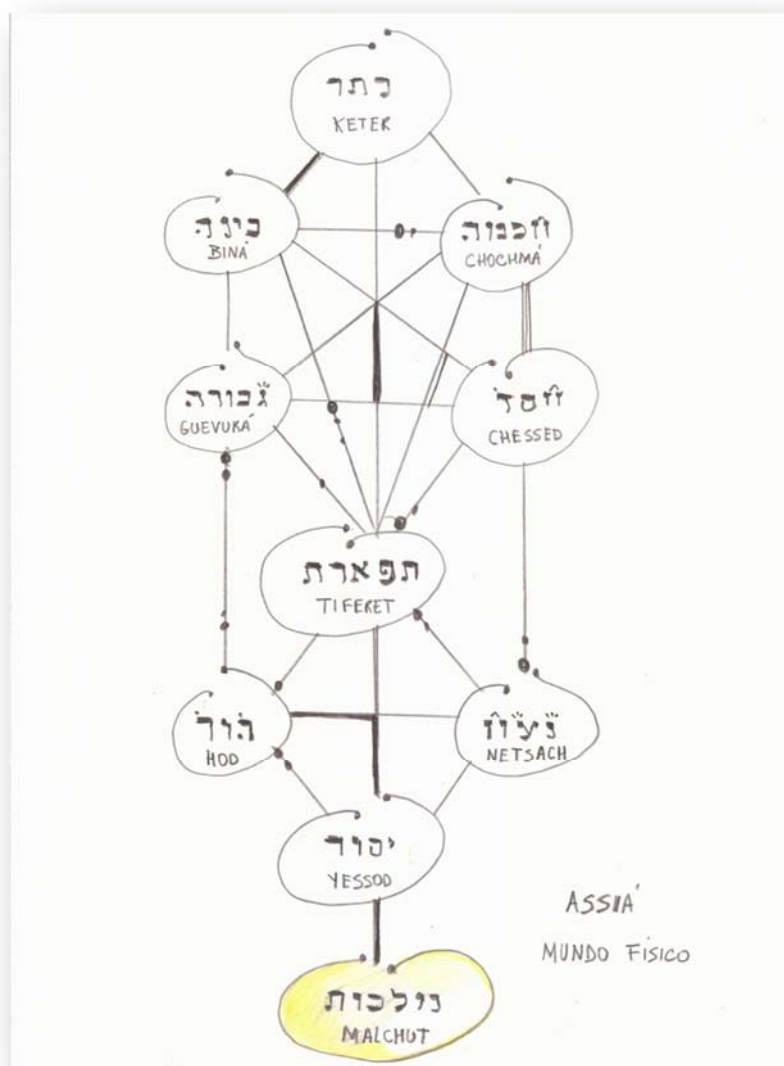 כתר
KETER
בינה
BINÁ
חכמה
CHOCHMÁ
גבורה
GUEVURÁ
חסד
CHESSED
תפארת
TIFERET
הוד
HOD
נצח
NETSACH
יסוד
YESSOD
ASSIÁ
MUNDO FÍSICO
מלכות
MALCHUT